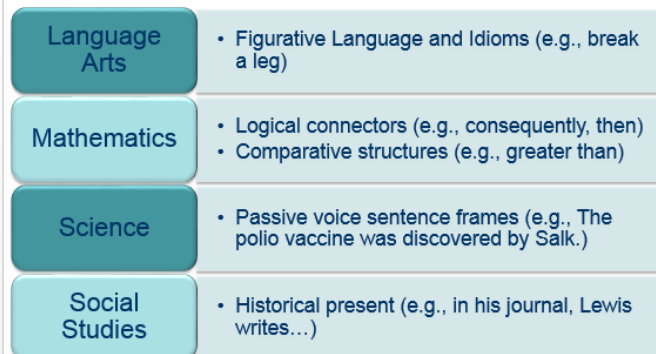 Language
Arts
• Figurative Language and Idioms (e.g., break
a leg)
Mathematics
• Logical connectors (e.g., consequently, then)
• Comparative structures (e.g., greater than)
Science
• Passive voice sentence frames (e.g., The
polio vaccine was discovered by Salk.)
Social
Studies
• Historical present (e.g., in his journal, Lewis
writes…)